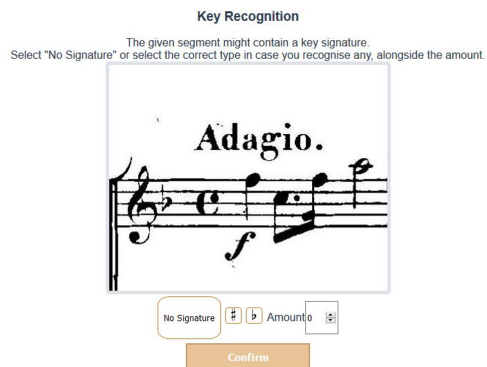 Key Recognition
The given segment might contain a key signature.
Select "No Signature" or select the correct type in case you recognise any, alongside the amount.
Adagio.
f
No Signature ♯ ♭ Amount 0
Confirm